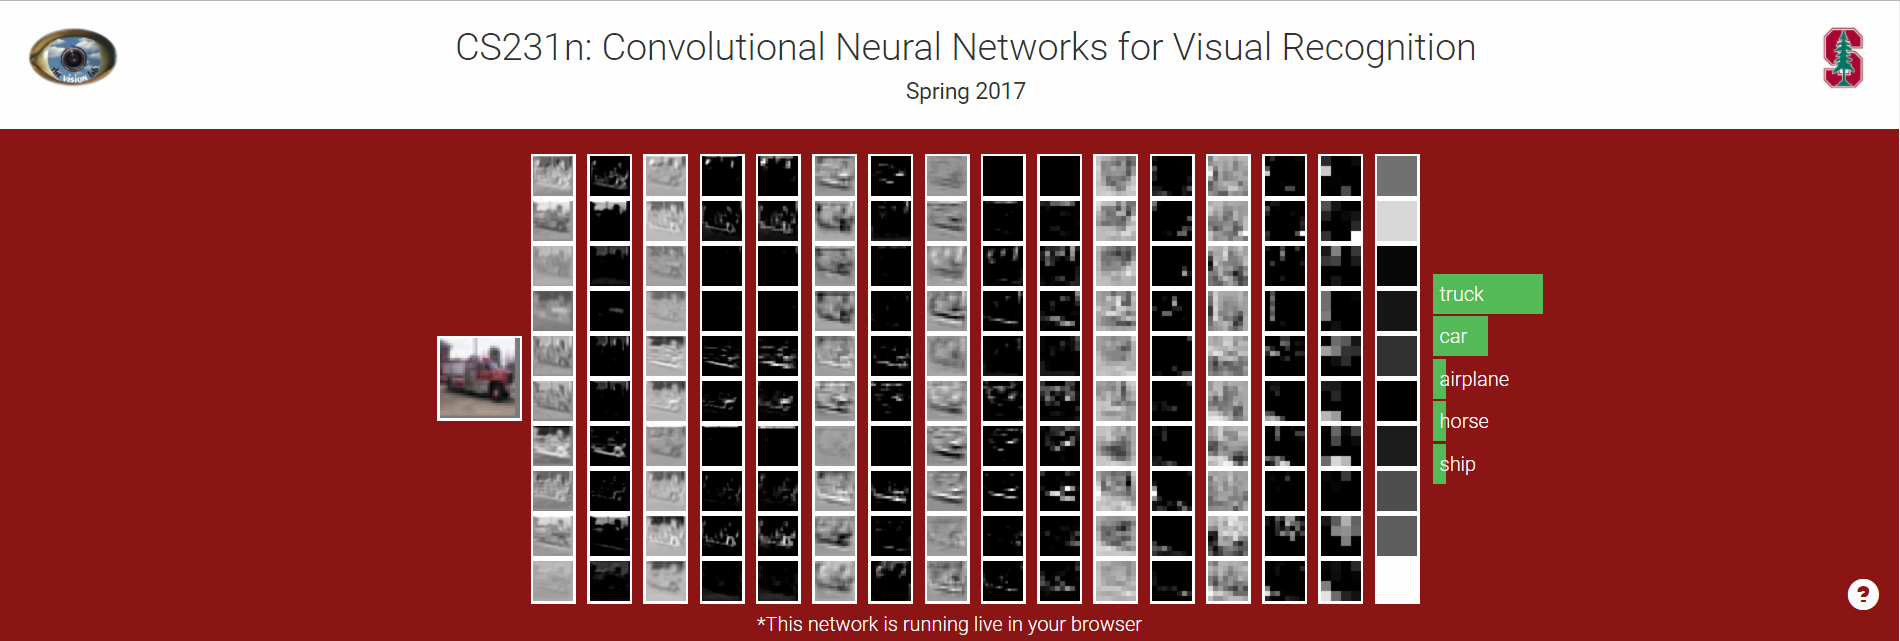 CS231n: Convolutional Neural Networks for Visual Recognition
Spring 2017
truck
car
airplane
horse
ship
*This network is running live in your browser
?